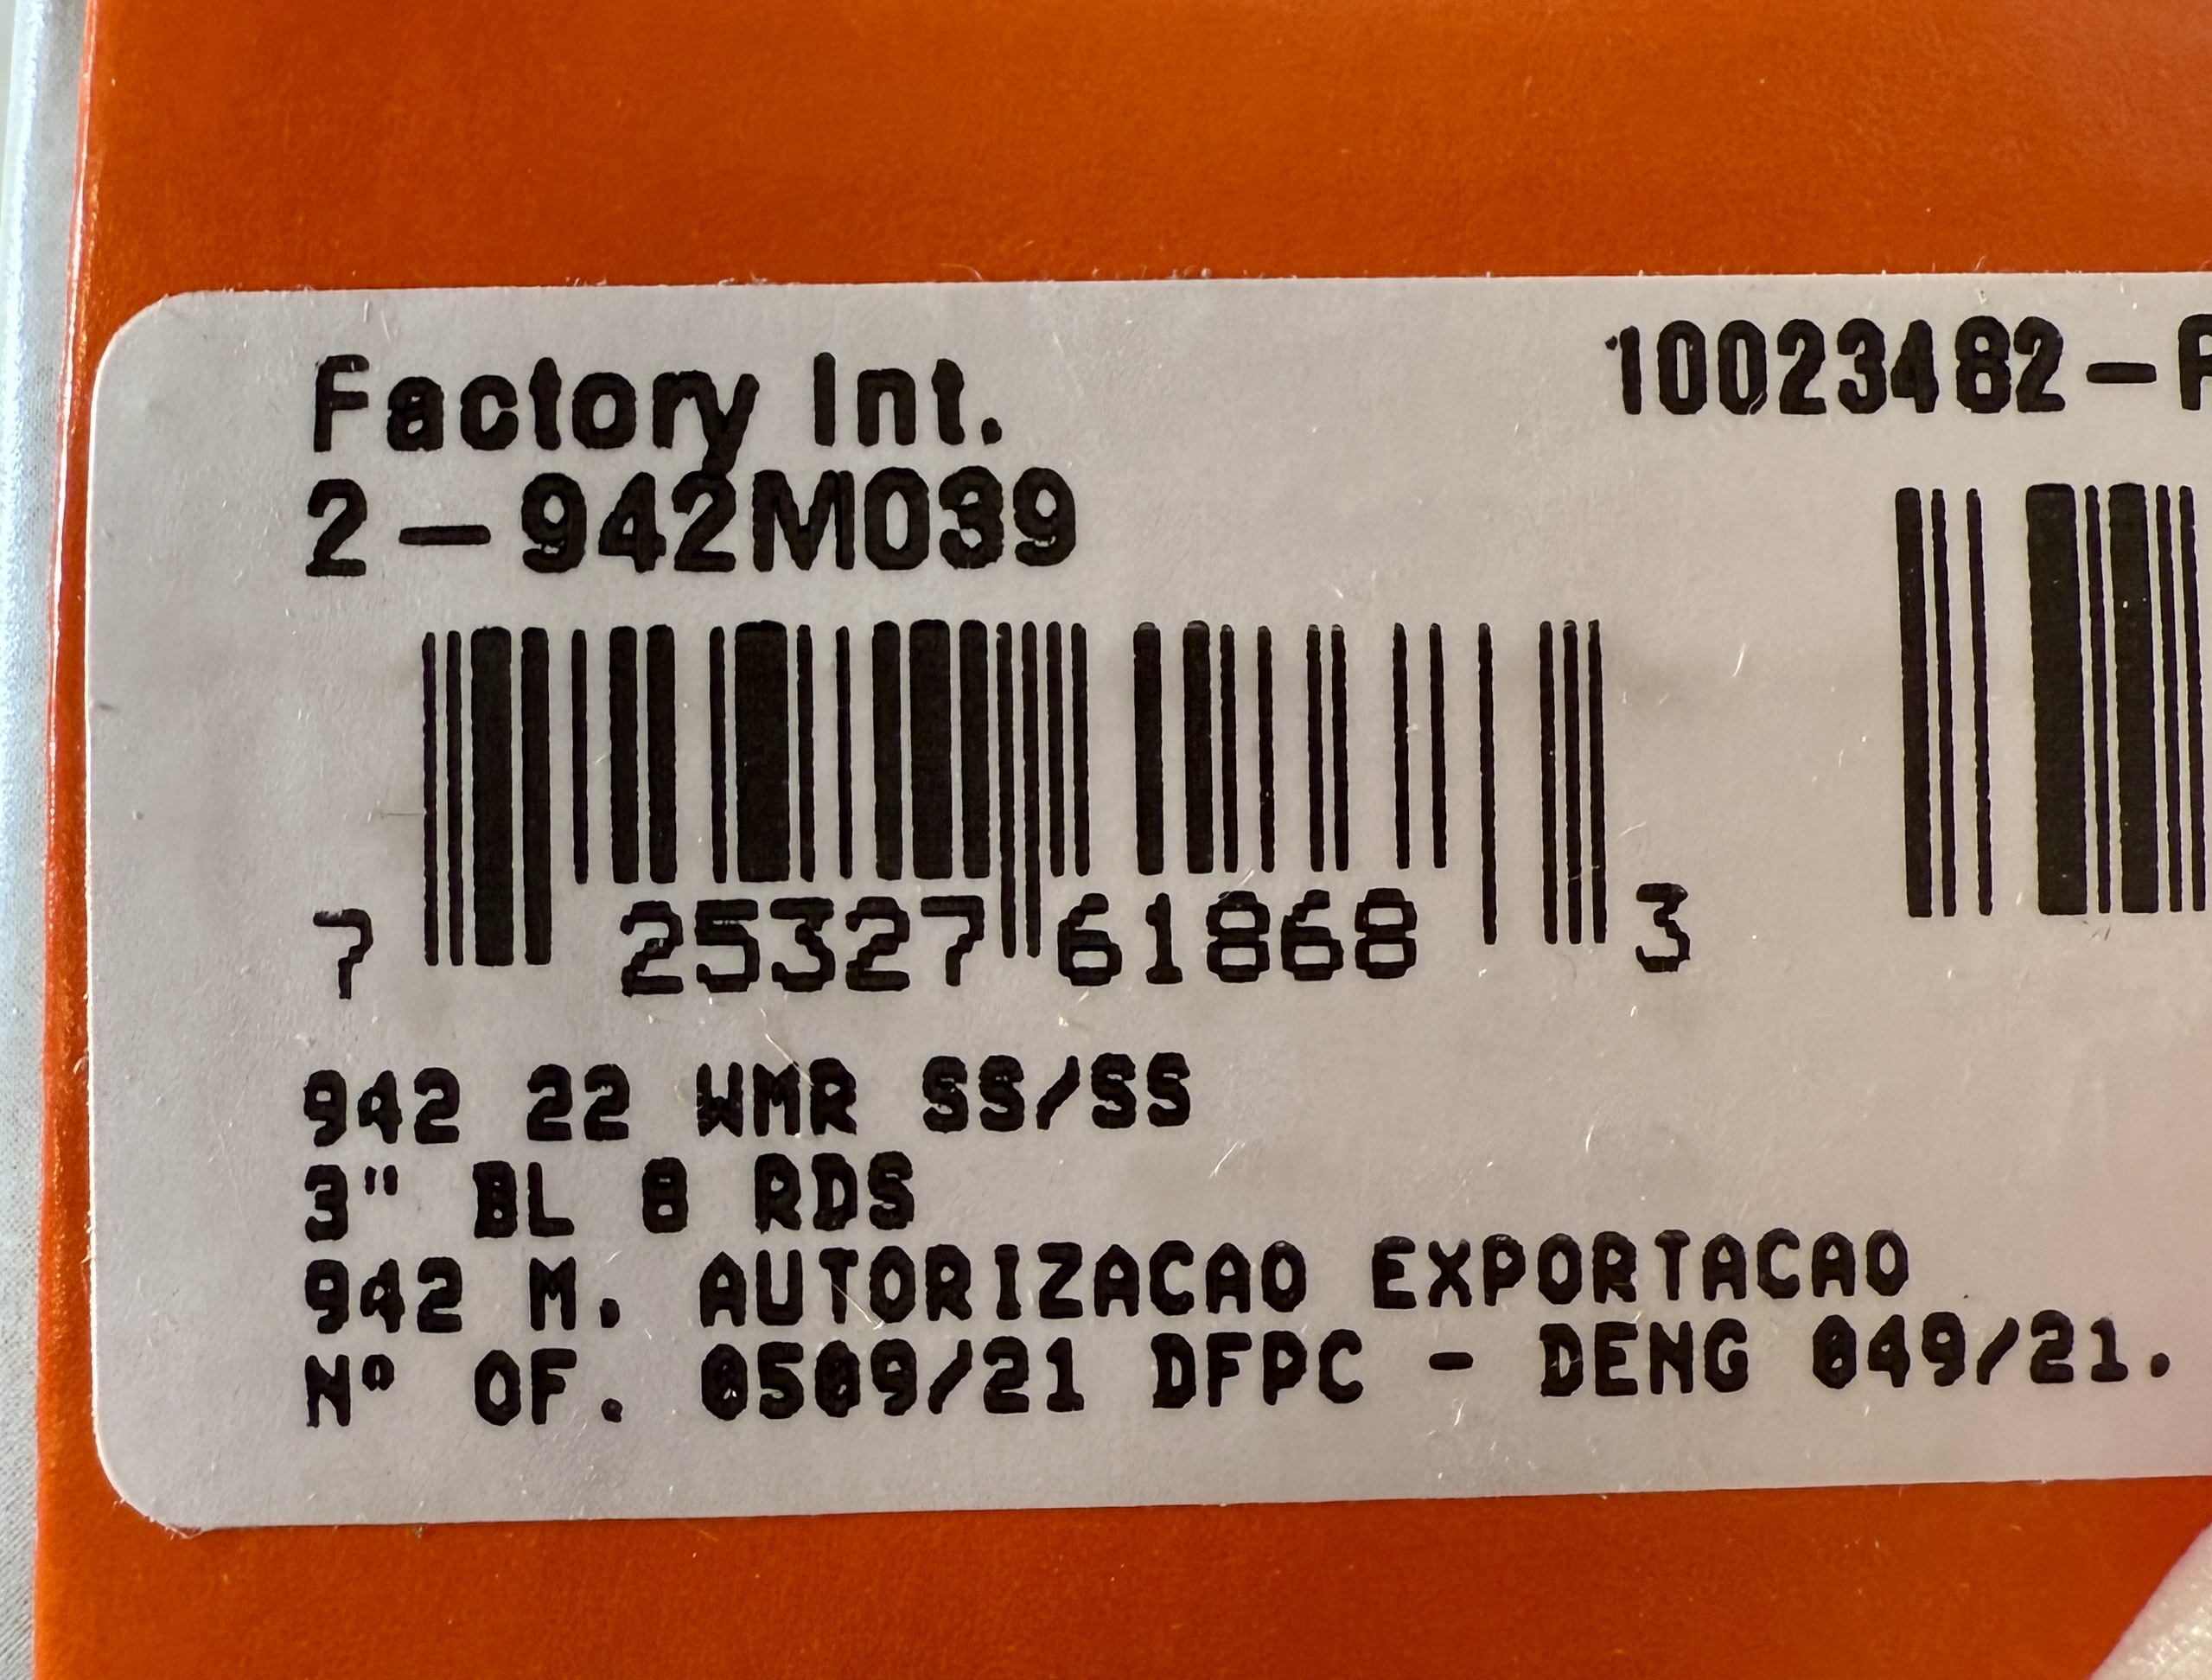 Factory Int.
10023482-
2-942M039
7 25327 61868 3
942 22 WMR SS/SS
3" BL 8 RDS
942 M. AUTORIZACAO EXPORTACAO
Nº OF. 0509/21 DFPC - DENG 049/21.